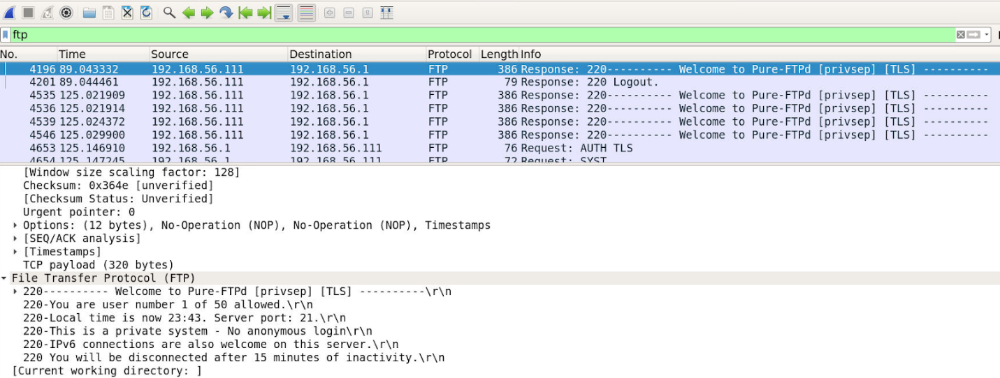 ftp
No. Time Source Destination Protocol Length Info
4196 89.043332 192.168.56.111 192.168.56.1 FTP 386 Response: 220---------- Welcome to Pure-FTPd [privsep] [TLS] ----------
4201 89.044461 192.168.56.111 192.168.56.1 FTP 79 Response: 220 Logout.
4535 125.021909 192.168.56.111 192.168.56.1 FTP 386 Response: 220---------- Welcome to Pure-FTPd [privsep] [TLS] ----------
4536 125.021914 192.168.56.111 192.168.56.1 FTP 386 Response: 220---------- Welcome to Pure-FTPd [privsep] [TLS] ----------
4539 125.024372 192.168.56.111 192.168.56.1 FTP 386 Response: 220---------- Welcome to Pure-FTPd [privsep] [TLS] ----------
4546 125.029900 192.168.56.111 192.168.56.1 FTP 386 Response: 220---------- Welcome to Pure-FTPd [privsep] [TLS] ----------
4653 125.146910 192.168.56.1 192.168.56.111 FTP 76 Request: AUTH TLS
4654 125.147245 192.168.56.1 192.168.56.111 FTP 72 Request: SYST
[Window size scaling factor: 128]
Checksum: 0x364e [unverified]
[Checksum Status: Unverified]
Urgent pointer: 0
Options: (12 bytes), No-Operation (NOP), No-Operation (NOP), Timestamps
[SEQ/ACK analysis]
[Timestamps]
TCP payload (320 bytes)
File Transfer Protocol (FTP)
220---------- Welcome to Pure-FTPd [privsep] [TLS] ----------\r\n
220-You are user number 1 of 50 allowed.\r\n
220-Local time is now 23:43. Server port: 21.\r\n
220-This is a private system - No anonymous login\r\n
220-IPv6 connections are also welcome on this server.\r\n
220 You will be disconnected after 15 minutes of inactivity.\r\n
[Current working directory: ]